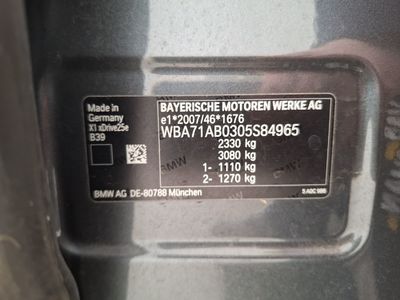 Made in
Germany
X1 xDrive25e
B39
BAYERISCHE MOTOREN WERKE AG
e1*2007/46*1676
WBA71AB0305S84965
2330 kg
3080 kg
1- 1110 kg
2- 1270 kg
BMW AG DE-80788 München